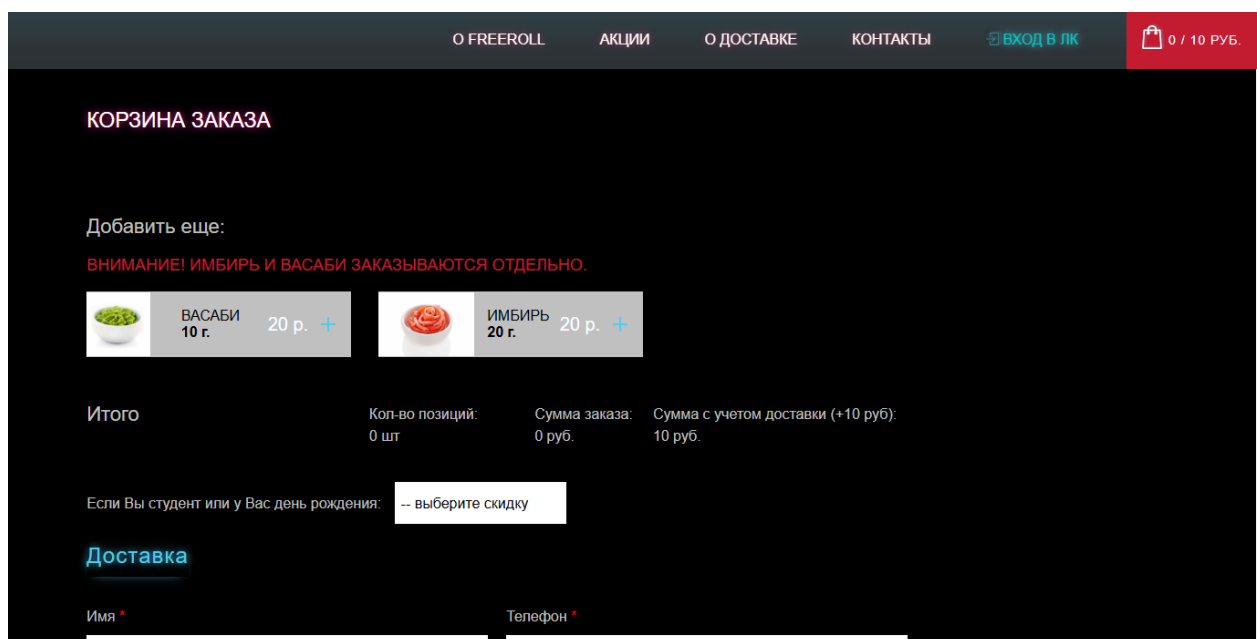 О FREEROLL АКЦИИ О ДОСТАВКЕ КОНТАКТЫ ВХОД В ЛК 0 / 10 РУБ.
КОРЗИНА ЗАКАЗА
Добавить еще:
ВНИМАНИЕ! ИМБИРЬ И ВАСАБИ ЗАКАЗЫВАЮТСЯ ОТДЕЛЬНО.
ВАСАБИ 20 р. + ИМБИРЬ 20 р. +
10 г. 20 г.
Итого Кол-во позиций: Сумма заказа: Сумма с учетом доставки (+10 руб):
0 шт 0 руб. 10 руб.
Если Вы студент или у Вас день рождения: -- выберите скидку
Доставка
Имя * Телефон *